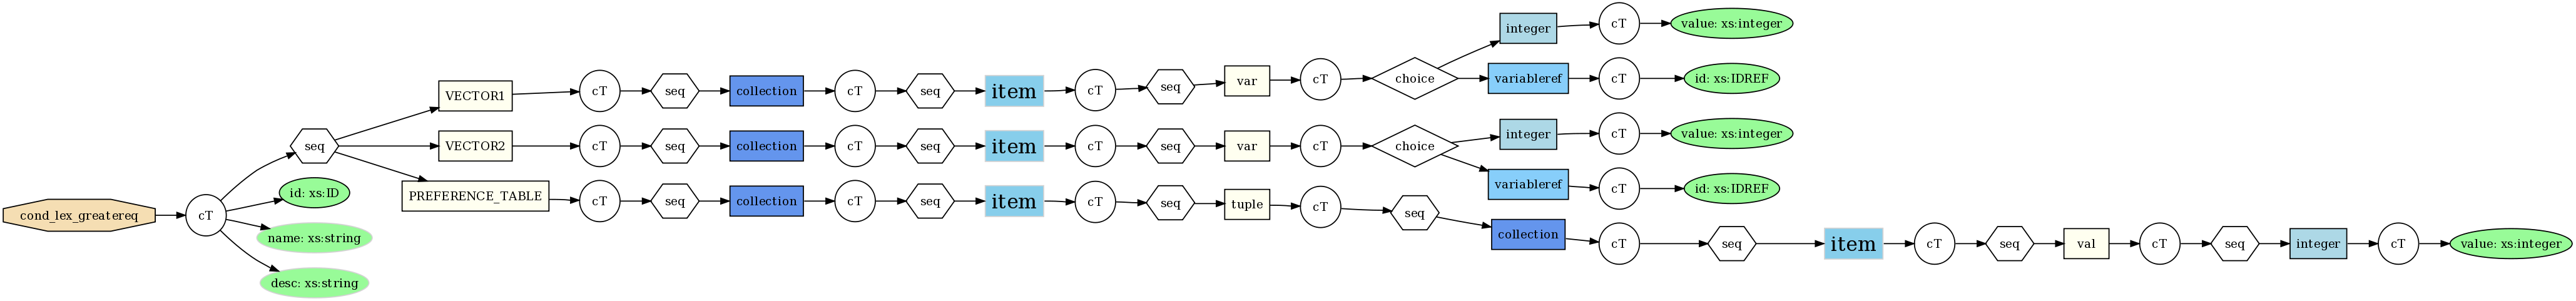 cond_lex_greatereq
cT
seq
id: xs:ID
name: xs:string
desc: xs:string
VECTOR1
cT
seq
collection
cT
seq
item
cT
seq
var
cT
choice
integer
cT
value: xs:integer
variableref
cT
id: xs:IDREF
VECTOR2
cT
seq
collection
cT
seq
item
cT
seq
var
cT
choice
integer
cT
value: xs:integer
variableref
cT
id: xs:IDREF
PREFERENCE_TABLE
cT
seq
collection
cT
seq
item
cT
seq
tuple
cT
seq
collection
cT
seq
item
cT
seq
val
cT
seq
integer
cT
value: xs:integer